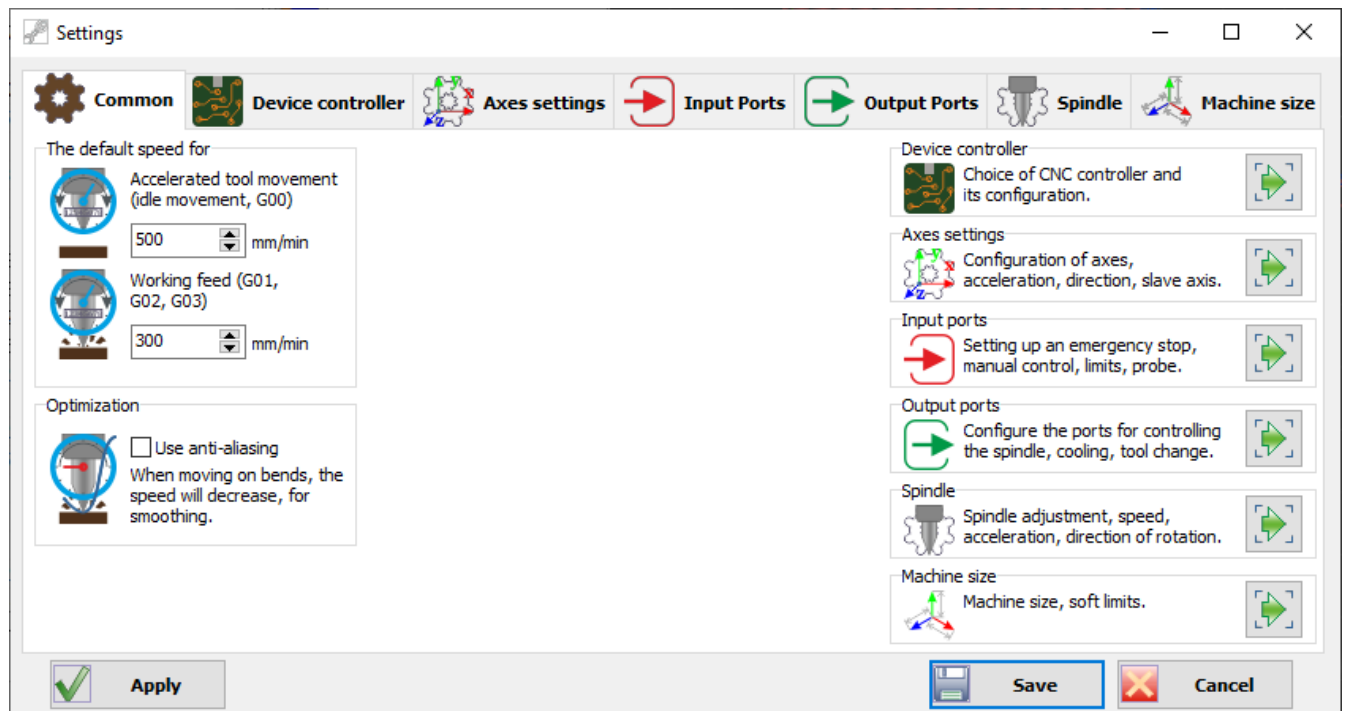 Settings
Common
Device controller
Axes settings
Input Ports
Output Ports
Spindle
Machine size
The default speed for
Accelerated tool movement
(idle movement, G00)
500
mm/min
Working feed (G01,
G02, G03)
300
mm/min
Optimization
Use anti-aliasing
When moving on bends, the
speed will decrease, for
smoothing.
Device controller
Choice of CNC controller and
its configuration.
Axes settings
Configuration of axes,
acceleration, direction, slave axis.
Input ports
Setting up an emergency stop,
manual control, limits, probe.
Output ports
Configure the ports for controlling
the spindle, cooling, tool change.
Spindle
Spindle adjustment, speed,
acceleration, direction of rotation.
Machine size
Machine size, soft limits.
Apply
Save
Cancel